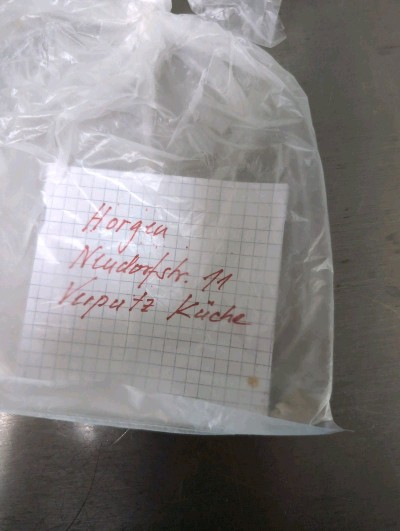 Horgen
Neudorfstr. 11
Verputz Küche